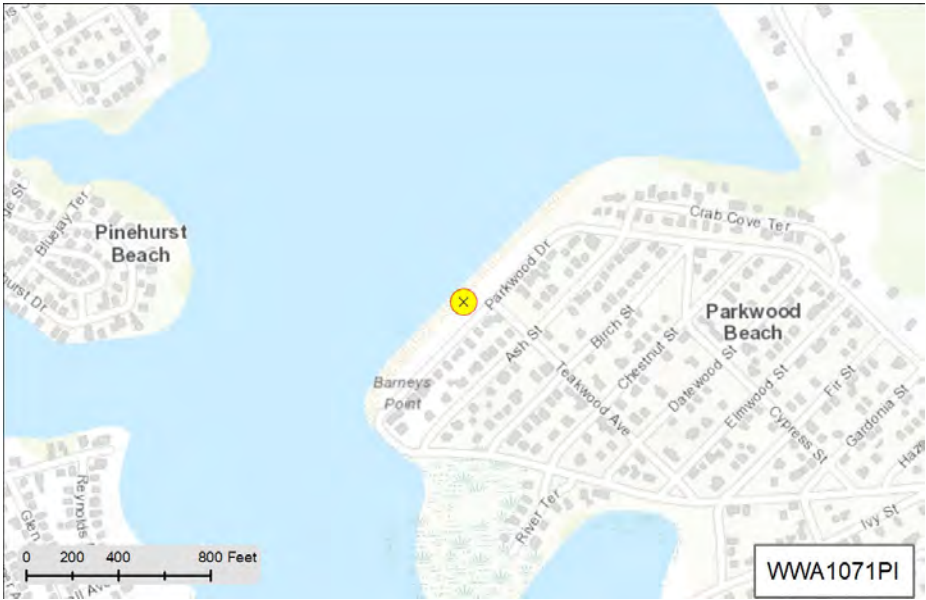 Bluejay Ter
Pinehurst
Beach
Crab Cove Ter
Parkwood Dr
Parkwood
Beach
Ash St
Birch St
Chestnut St
Teakwood Ave
Datewood St
Elmwood St
Cypress St
Fir St
Gardonia St
Barneys
Point
River Ter
Ivy St
Reynolds
Glen
0 200 400 800 Feet
WWA1071PI